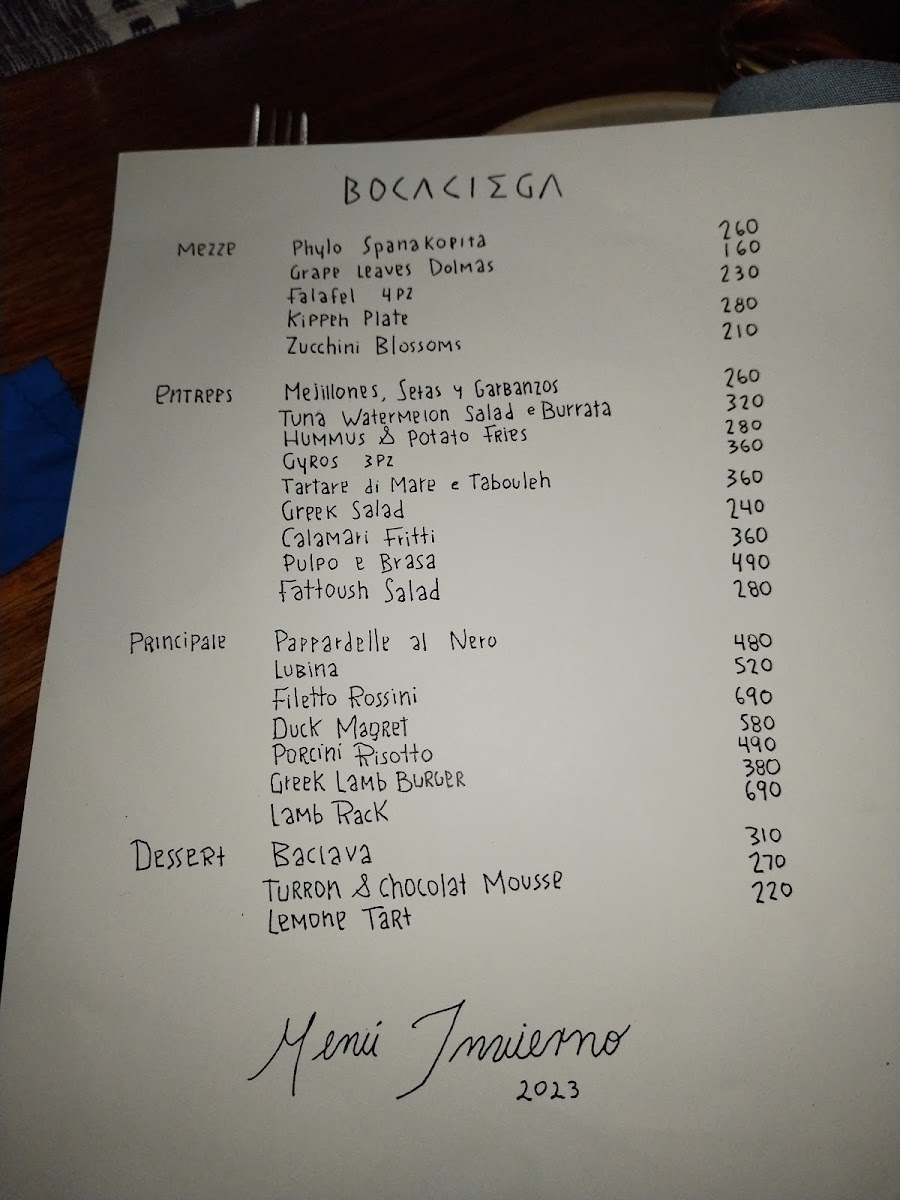 BOCACIEGA
Mezze Phylo Spanakopita 260
Grape Leaves Dolmas 160
Falafel 4PZ 230
Kippeh Plate 280
Zucchini Blossoms 210
Entrees Mejillones, Setas y Garbanzos 260
Tuna Watermelon Salad e Burrata 320
Hummus & Potato Fries 280
Gyros 3PZ 360
Tartare di Mare e Tabouleh 360
Greek Salad 240
Calamari Fritti 360
Pulpo e Brasa 490
Fattoush Salad 280
Principale Pappardelle al Nero 480
Lubina 520
Filetto Rossini 690
Duck Magret 580
Porcini Risotto 490
Greek Lamb Burger 380
Lamb Rack 690
Dessert Baclava 310
Turron & Chocolat Mousse 270
Lemone Tart 220
Menú Invierno
2023